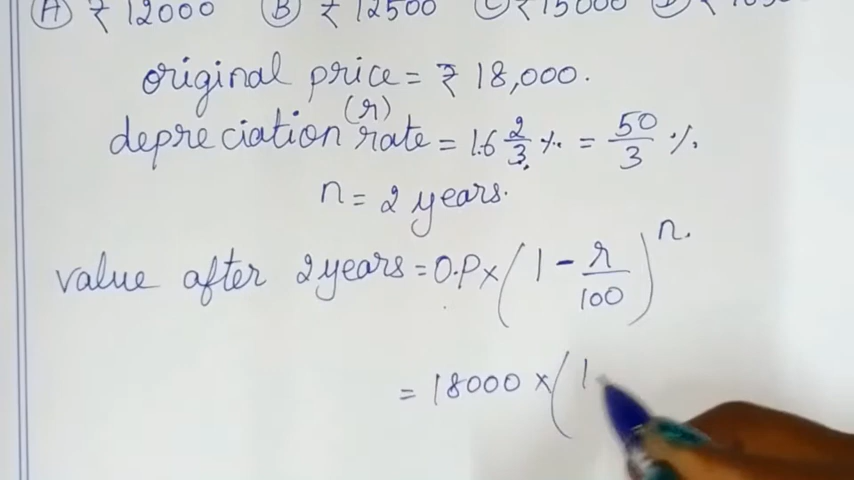 (A) ₹ 12000 (B) ₹ 12500 (C) ₹ 15000 (D) ₹
original price = ₹ 18,000.
depreciation rate (r) = 16 2/3 % = 50/3 %
n = 2 years.
value after 2 years = O.P × (1 - r/100)^n.
= 18000 × (1